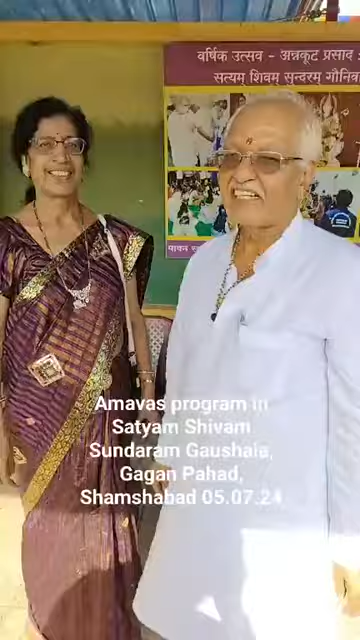 वार्षिक उत्सव - अन्नकूट प्रसाद
सत्यम् शिवम् सुन्दरम् गौनिवा
Amavas program in
Satyam Shivam
Sundaram Gaushala,
Gagan Pahad,
Shamshabad 05.07.24